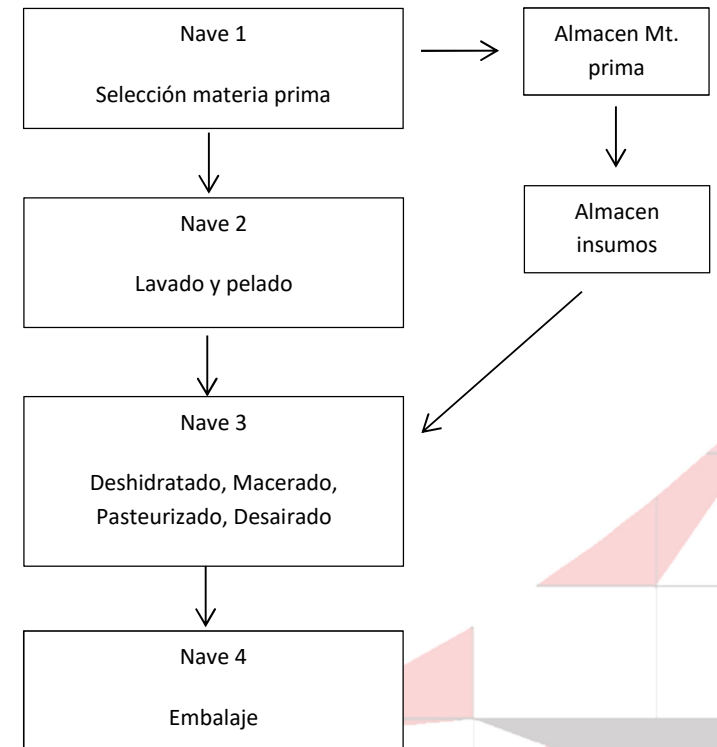 Nave 1
Selección materia prima
Almacen Mt.
prima
Nave 2
Lavado y pelado
Almacen
insumos
Nave 3
Deshidratado, Macerado,
Pasteurizado, Desairado
Nave 4
Embalaje